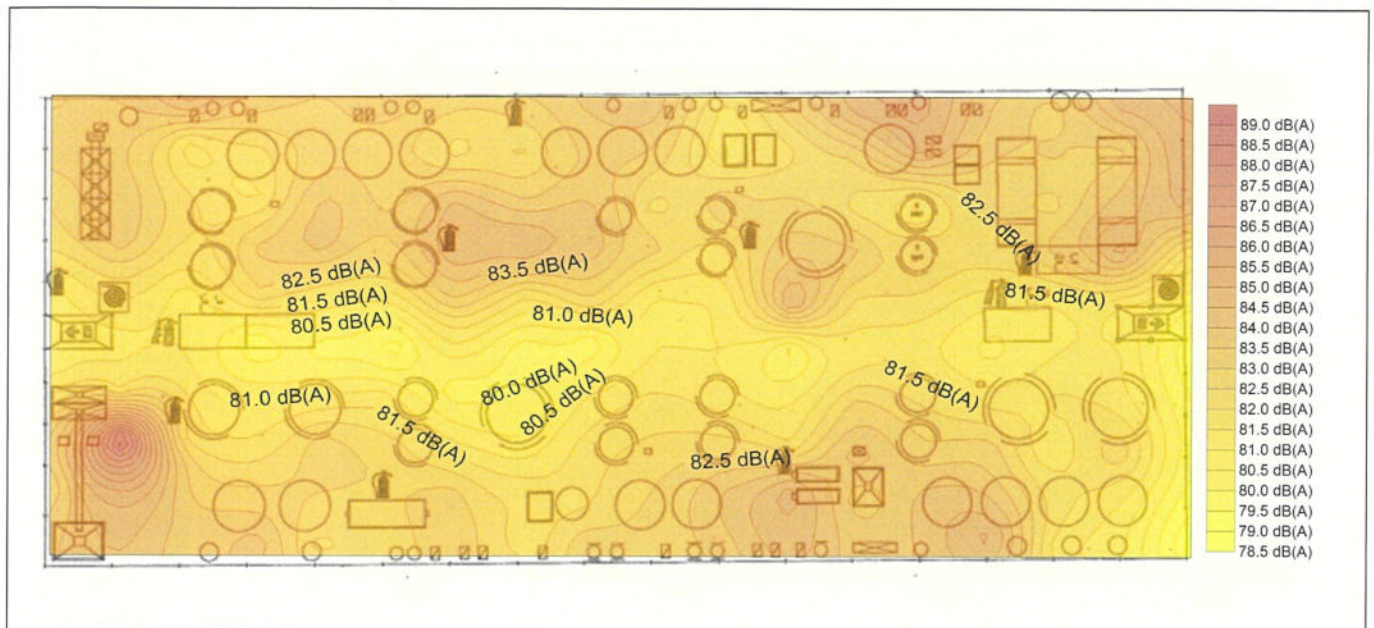 89.0 dB(A)
88.5 dB(A)
88.0 dB(A)
87.5 dB(A)
87.0 dB(A)
86.5 dB(A)
86.0 dB(A)
85.5 dB(A)
85.0 dB(A)
84.5 dB(A)
84.0 dB(A)
83.5 dB(A)
83.0 dB(A)
82.5 dB(A)
82.0 dB(A)
81.5 dB(A)
81.0 dB(A)
80.5 dB(A)
80.0 dB(A)
79.5 dB(A)
79.0 dB(A)
78.5 dB(A)
82.5 dB(A)
82.5 dB(A)
83.5 dB(A)
81.5 dB(A)
81.5 dB(A)
80.5 dB(A)
81.0 dB(A)
80.0 dB(A)
81.5 dB(A)
81.0 dB(A)
80.5 dB(A)
81.5 dB(A)
82.5 dB(A)